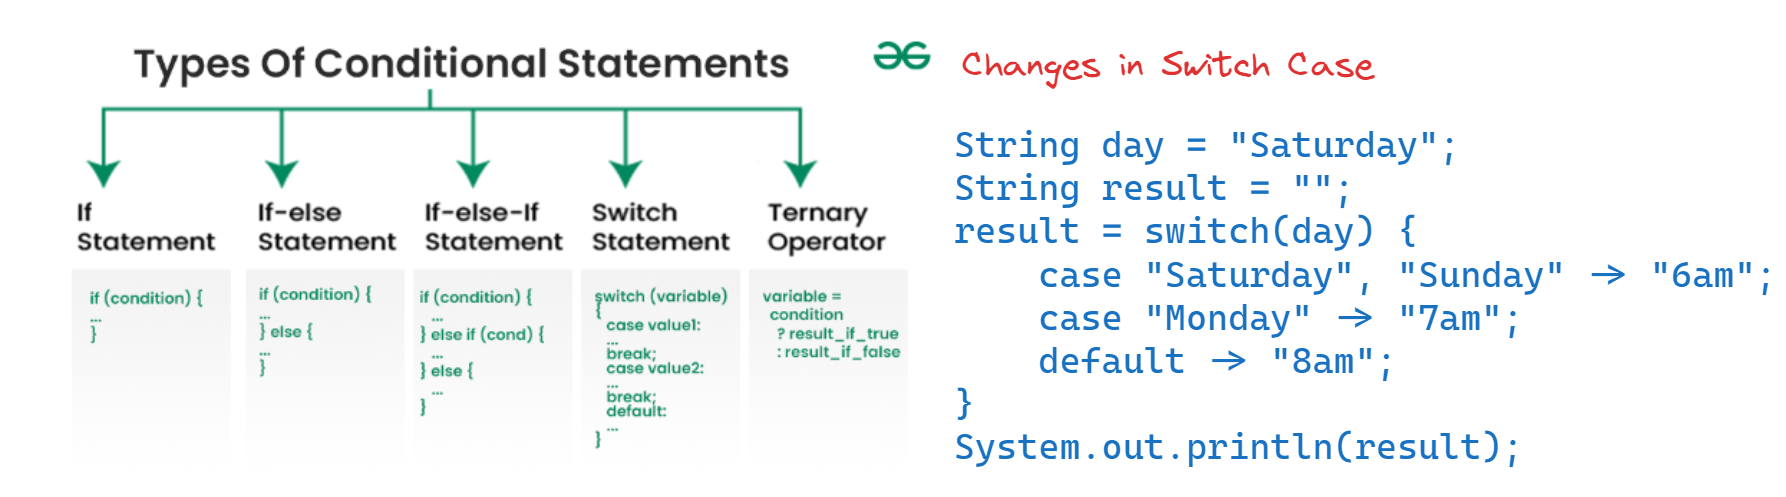 Types Of Conditional Statements
If
Statement
if (condition) {
...
}
If-else
Statement
if (condition) {
...
} else {
...
}
If-else-If
Statement
if (condition) {
...
} else if (cond) {
...
} else {
...
}
Switch
Statement
switch (variable)
{
case value1:
...
break;
case value2:
...
break;
default:
...
}
Ternary
Operator
variable =
condition
? result_if_true
: result_if_false
Changes in Switch Case
String day = "Saturday";
String result = "";
result = switch(day) {
    case "Saturday", "Sunday" -> "6am";
    case "Monday" -> "7am";
    default -> "8am";
}
System.out.println(result);